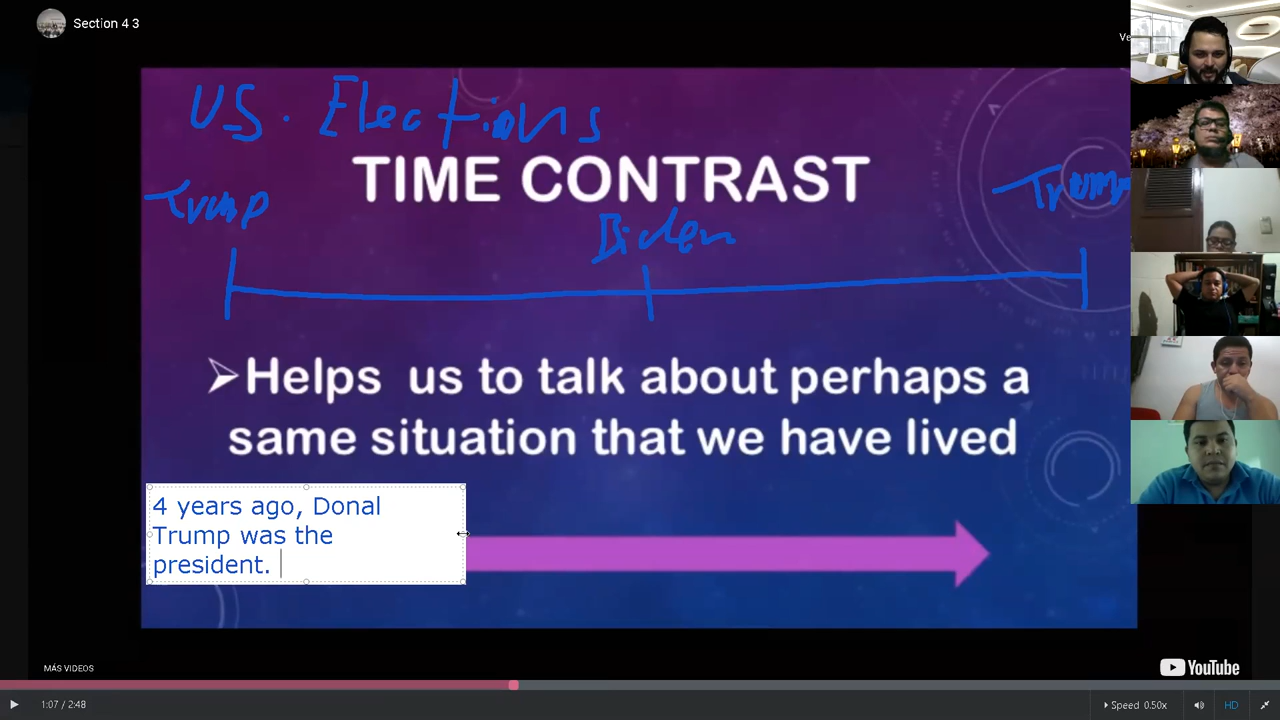 Section 4 3
Ve
U.S. Elections
TIME CONTRAST
Trump
Biden
Trump
➢Helps us to talk about perhaps a
same situation that we have lived
4 years ago, Donal
Trump was the
president.
MÁS VIDEOS
YouTube
1:07 / 2:48
Speed 0.50x
HD